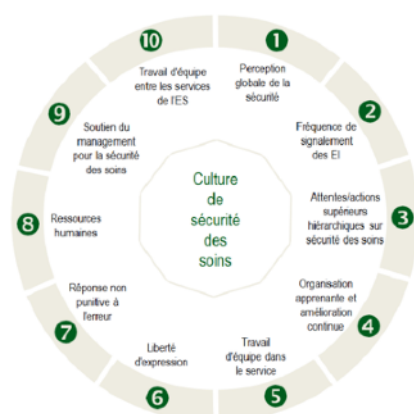 1
Perception
globale de la
sécurité
2
Fréquence de
signalement
des EI
3
Attentes/actions
supérieurs
hiérarchiques sur
sécurité des soins
4
Organisation
apprenante et
amélioration
continue
5
Travail
d'équipe dans
le service
6
Liberté
d'expression
7
Réponse non
punitive à
l'erreur
8
Ressources
humaines
9
Soutien du
management
pour la sécurité
des soins
10
Travail d'équipe
entre les services
de l'ES
Culture
de
sécurité
des
soins